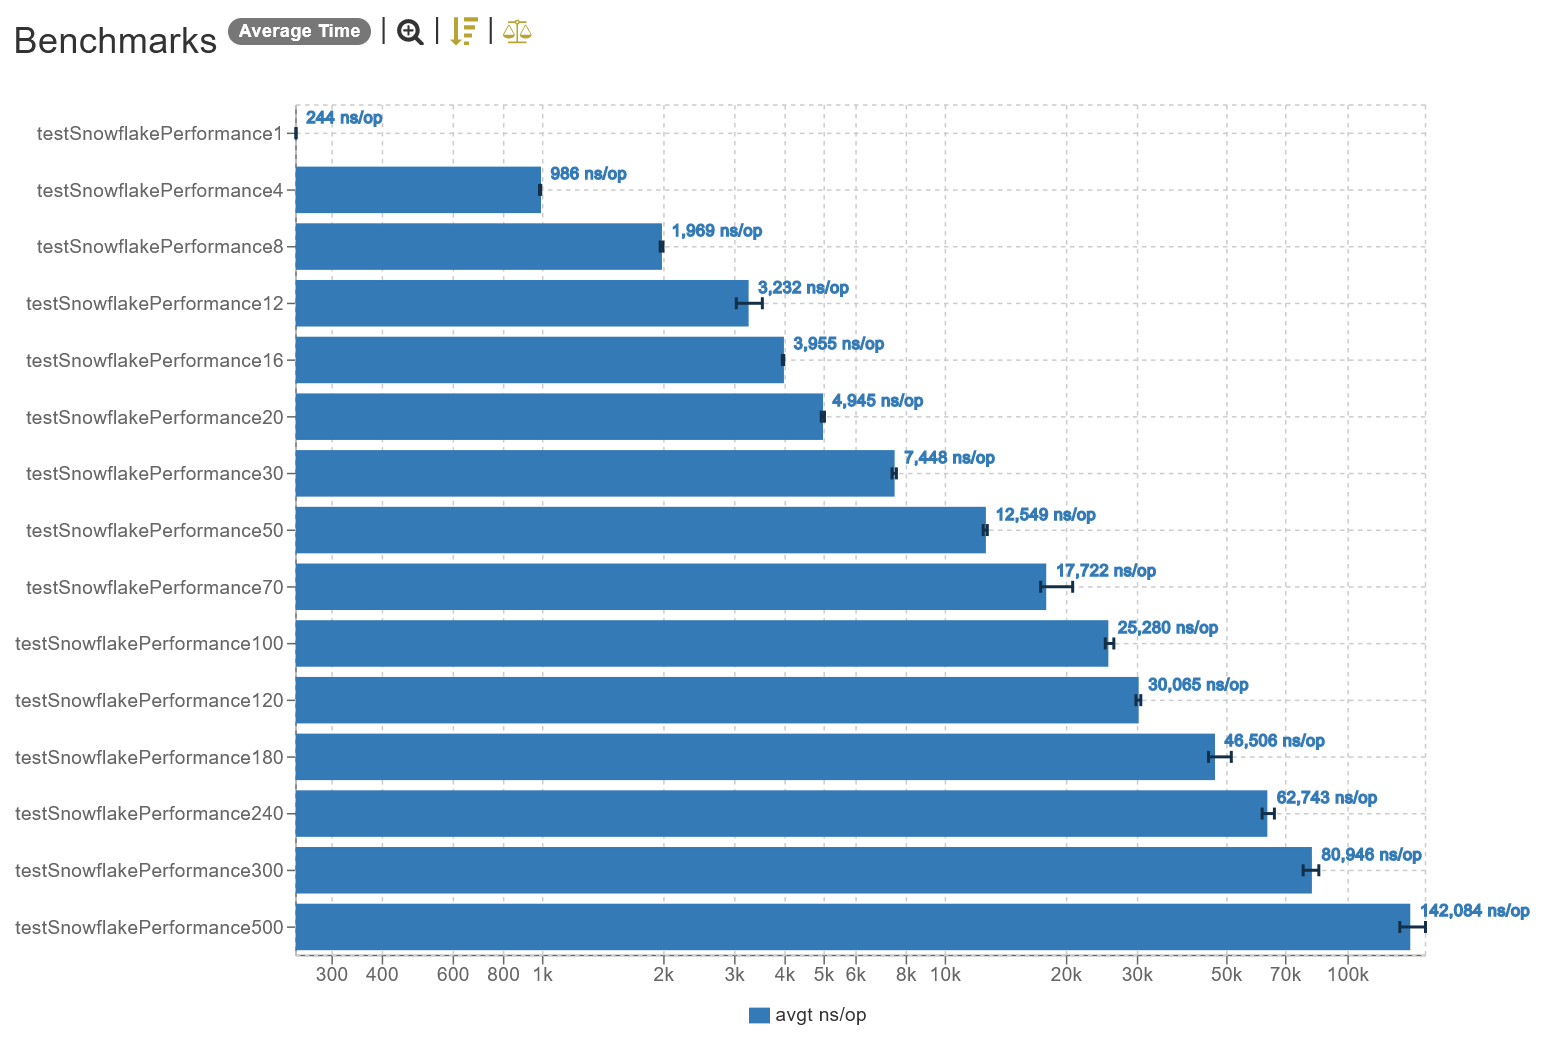 Benchmarks Average Time
testSnowflakePerformance1 244 ns/op
testSnowflakePerformance4 986 ns/op
testSnowflakePerformance8 1,969 ns/op
testSnowflakePerformance12 3,232 ns/op
testSnowflakePerformance16 3,955 ns/op
testSnowflakePerformance20 4,945 ns/op
testSnowflakePerformance30 7,448 ns/op
testSnowflakePerformance50 12,549 ns/op
testSnowflakePerformance70 17,722 ns/op
testSnowflakePerformance100 25,280 ns/op
testSnowflakePerformance120 30,065 ns/op
testSnowflakePerformance180 46,506 ns/op
testSnowflakePerformance240 62,743 ns/op
testSnowflakePerformance300 80,946 ns/op
testSnowflakePerformance500 142,084 ns/op
300 400 600 800 1k 2k 3k 4k 5k 6k 8k 10k 20k 30k 50k 70k 100k
avgt ns/op